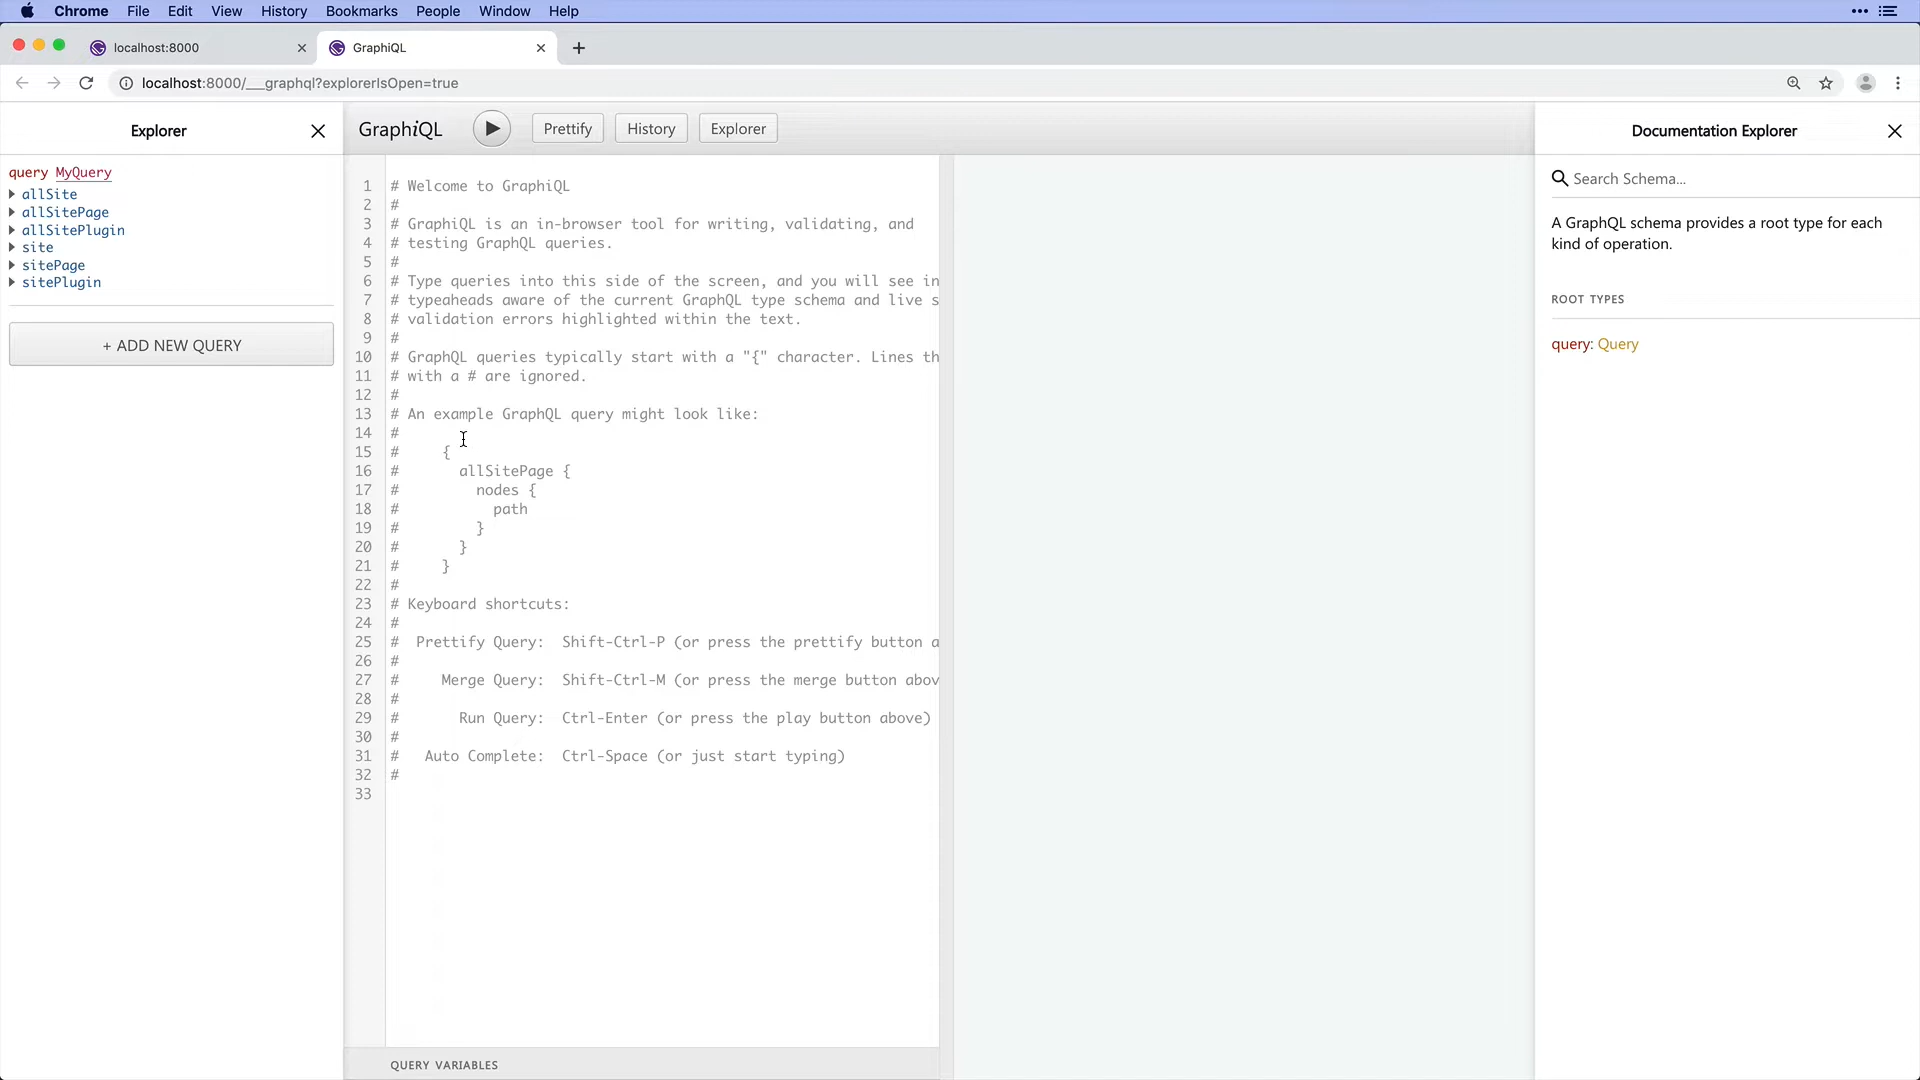 Chrome File Edit View History Bookmarks People Window Help
localhost:8000
GraphiQL
localhost:8000/___graphql?explorerIsOpen=true
Explorer
query MyQuery
allSite
allSitePage
allSitePlugin
site
sitePage
sitePlugin
+ ADD NEW QUERY
GraphiQL
Prettify
History
Explorer
1 # Welcome to GraphiQL
2 #
3 # GraphiQL is an in-browser tool for writing, validating, and
4 # testing GraphQL queries.
5 #
6 # Type queries into this side of the screen, and you will see in
7 # typeaheads aware of the current GraphQL type schema and live s
8 # validation errors highlighted within the text.
9 #
10 # GraphQL queries typically start with a "{" character. Lines th
11 # with a # are ignored.
12 #
13 # An example GraphQL query might look like:
14 #
15 # {
16 # allSitePage {
17 # nodes {
18 # path
19 # }
20 # }
21 # }
22 #
23 # Keyboard shortcuts:
24 #
25 # Prettify Query: Shift-Ctrl-P (or press the prettify button a
26 #
27 # Merge Query: Shift-Ctrl-M (or press the merge button abov
28 #
29 # Run Query: Ctrl-Enter (or press the play button above)
30 #
31 # Auto Complete: Ctrl-Space (or just start typing)
32 #
33
QUERY VARIABLES
Documentation Explorer
Search Schema...
A GraphQL schema provides a root type for each
kind of operation.
ROOT TYPES
query: Query